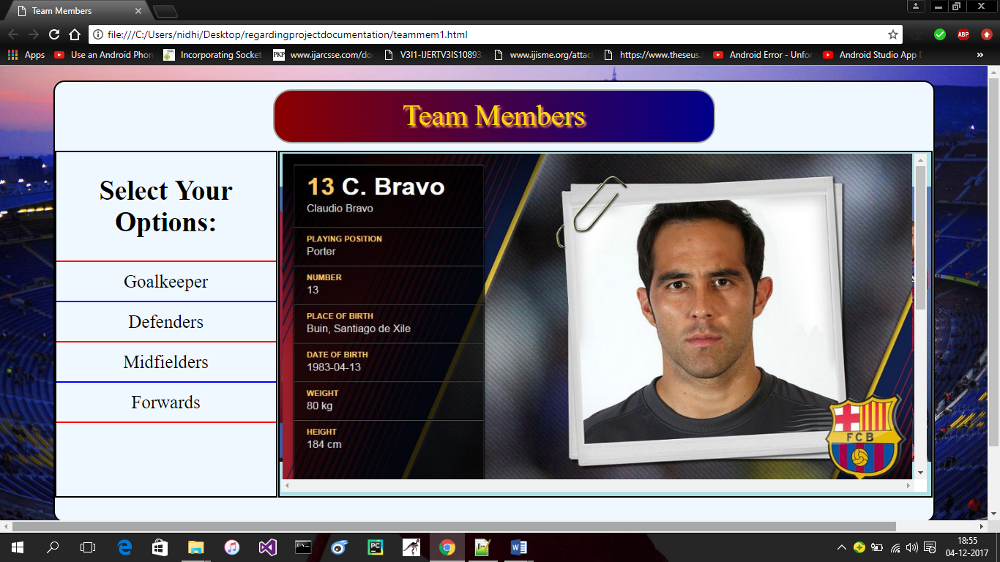 Team Members
file:///C:/Users/nidhi/Desktop/regardingprojectdocumentation/teammem1.html
ABP
Apps
Use an Android Phon
Incorporating Socket
PKP
www.ijarcsse.com/do
V3I1-IJERTV3IS10893.
www.ijisme.org/attac
https://www.theseus.
Android Error - Unfor
Android Studio App D
»
Team Members
Select Your
Options:
Goalkeeper
Defenders
Midfielders
Forwards
13 C. Bravo
Claudio Bravo
PLAYING POSITION
Porter
NUMBER
13
PLACE OF BIRTH
Buin, Santiago de Xile
DATE OF BIRTH
1983-04-13
WEIGHT
80 kg
HEIGHT
184 cm
FCB
PC
18:55
04-12-2017